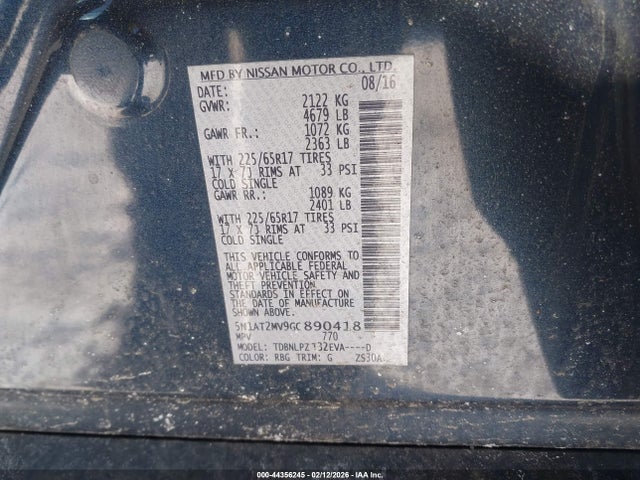 MFD BY NISSAN MOTOR CO., LTD.
DATE: 08/16
GVWR: 2122 KG
4679 LB
GAWR FR.: 1072 KG
2363 LB
WITH 225/65R17 TIRES
17 X 7J RIMS AT 33 PSI
COLD SINGLE
GAWR RR.: 1089 KG
2401 LB
WITH 225/65R17 TIRES
17 X 7J RIMS AT 33 PSI
COLD SINGLE
THIS VEHICLE CONFORMS TO
ALL APPLICABLE FEDERAL
MOTOR VEHICLE SAFETY AND
THEFT PREVENTION
STANDARDS IN EFFECT ON THE
DATE OF MANUFACTURE
SHOWN ABOVE.
5N1AT2MV9GC890418
MPV 770
MODEL: COLOR: RBG TRIM: G
000-44356245 - 02/12/2026 - IAA Inc.